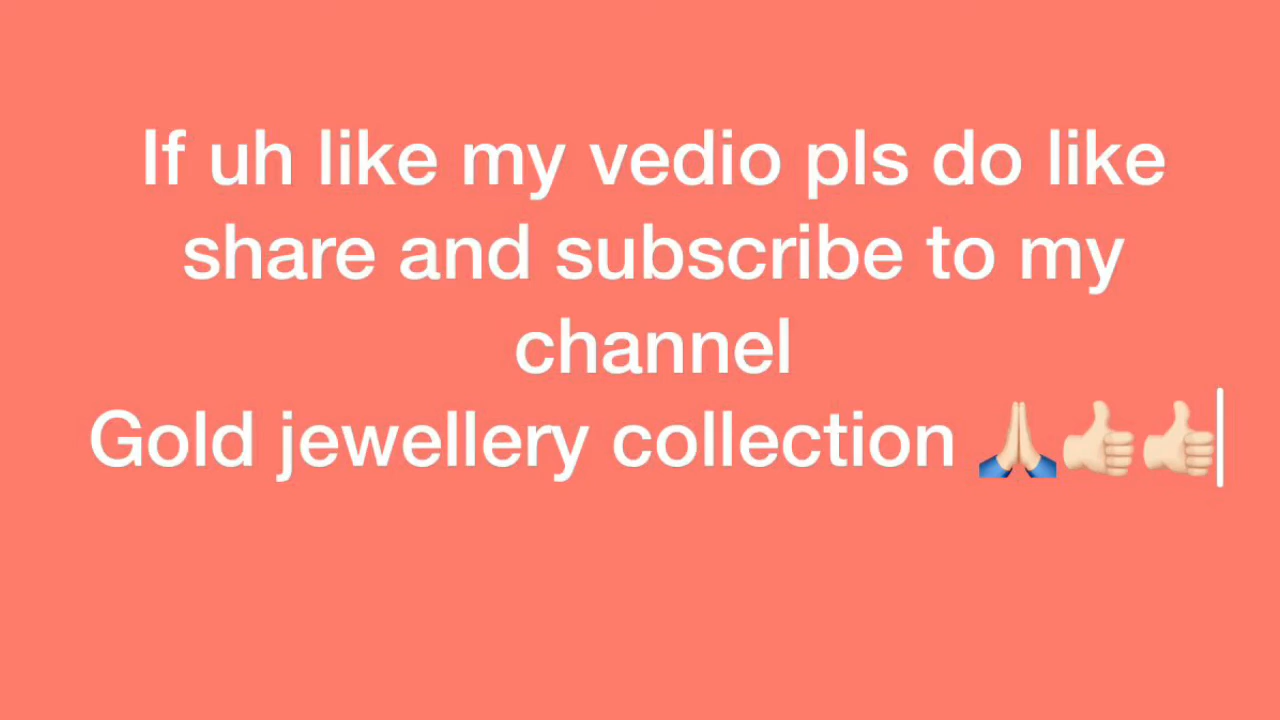 If uh like my vedio pls do like
share and subscribe to my
channel
Gold jewellery collection 🙏🏻👍🏻👍🏻